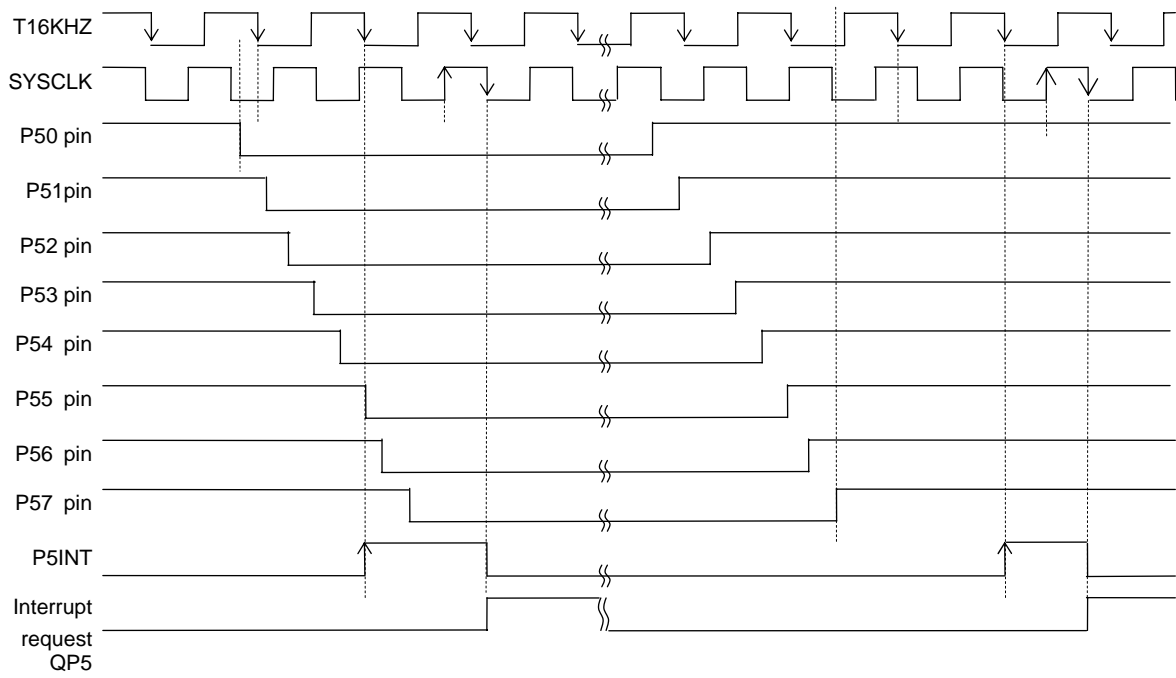 T16KHZ
SYSCLK
P50 pin
P51pin
P52 pin
P53 pin
P54 pin
P55 pin
P56 pin
P57 pin
P5INT
Interrupt
request
QP5